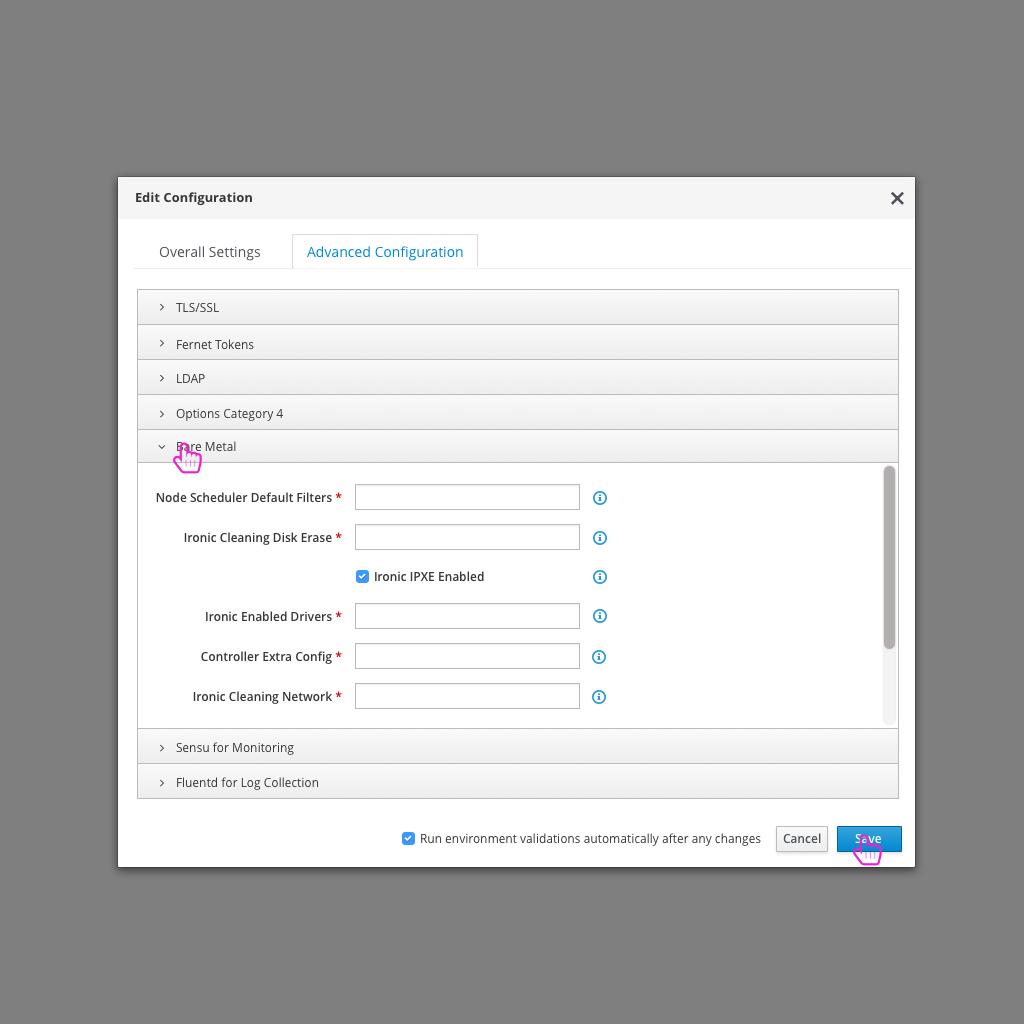 Edit Configuration
Overall Settings
Advanced Configuration
TLS/SSL
Fernet Tokens
LDAP
Options Category 4
Bare Metal
Node Scheduler Default Filters *
Ironic Cleaning Disk Erase *
Ironic IPXE Enabled
Ironic Enabled Drivers *
Controller Extra Config *
Ironic Cleaning Network *
Sensu for Monitoring
Fluentd for Log Collection
Run environment validations automatically after any changes
Cancel
Save